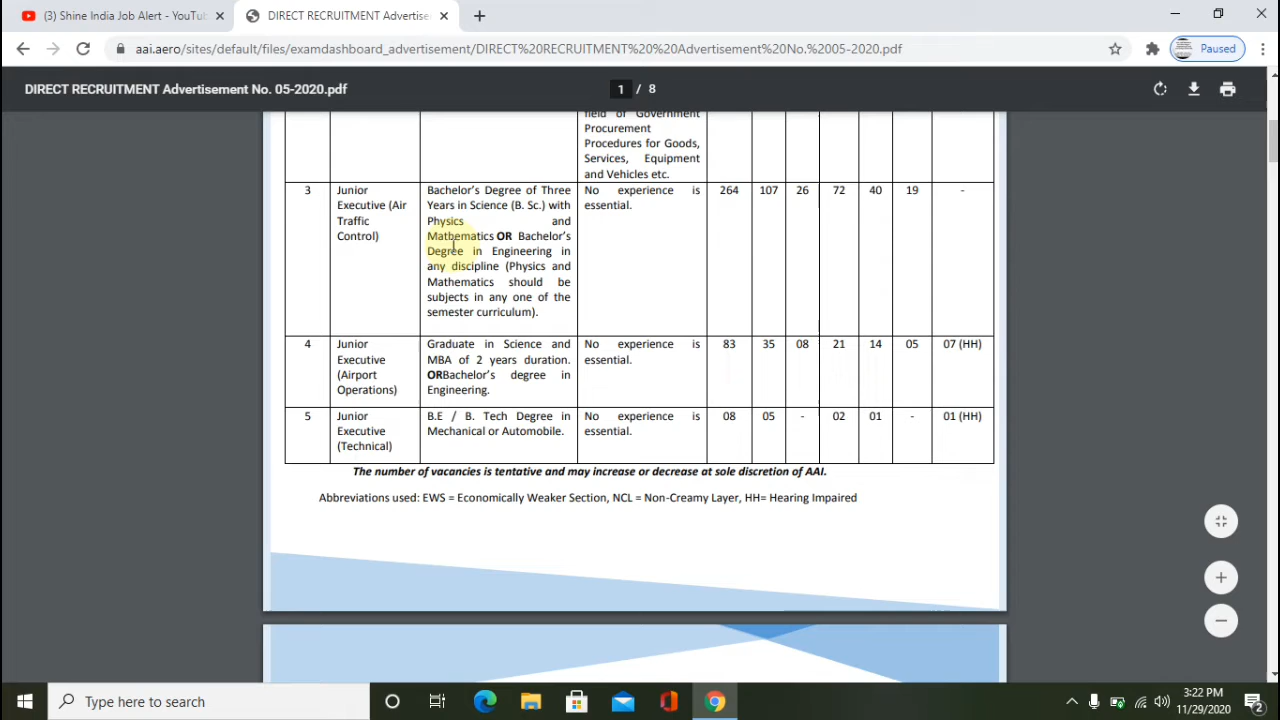 (3) Shine India Job Alert - YouTu
DIRECT RECRUITMENT Advertise
aai.aero/sites/default/files/examdashboard_advertisement/DIRECT%20RECRUITMENT%20%20Advertisement%20No.%2005-2020.pdf
Paused
DIRECT RECRUITMENT Advertisement No. 05-2020.pdf
1 / 8
field of Government
Procurement
Procedures for Goods,
Services, Equipment
and Vehicles etc.
3
Junior
Executive (Air
Traffic
Control)
Bachelor's Degree of Three
Years in Science (B. Sc.) with
Physics and
Mathematics OR Bachelor's
Degree in Engineering in
any discipline (Physics and
Mathematics should be
subjects in any one of the
semester curriculum).
No experience is
essential.
264
107
26
72
40
19
-
4
Junior
Executive
(Airport
Operations)
Graduate in Science and
MBA of 2 years duration.
ORBachelor's degree in
Engineering.
No experience is
essential.
83
35
08
21
14
05
07 (HH)
5
Junior
Executive
(Technical)
B.E / B. Tech Degree in
Mechanical or Automobile.
No experience is
essential.
08
05
-
02
01
-
01 (HH)
The number of vacancies is tentative and may increase or decrease at sole discretion of AAI.
Abbreviations used: EWS = Economically Weaker Section, NCL = Non-Creamy Layer, HH= Hearing Impaired
Type here to search
3:22 PM
11/29/2020
2